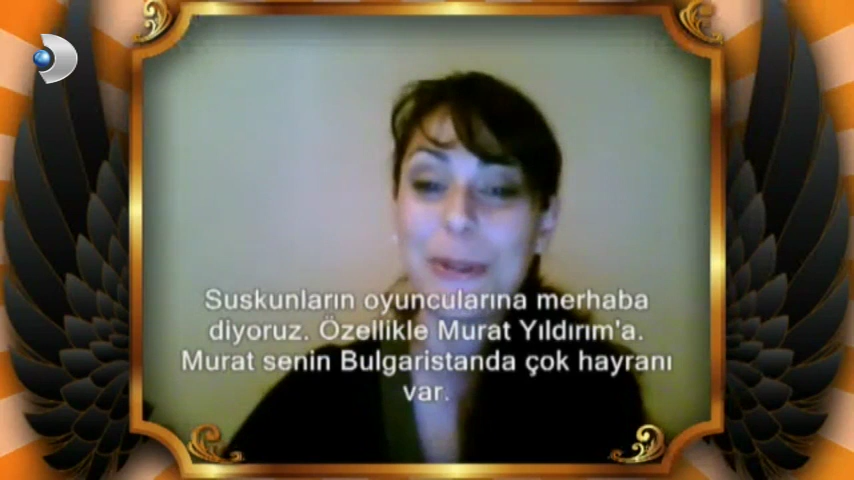 Suskunların oyuncularına merhaba
diyoruz. Özellikle Murat Yıldırım'a.
Murat senin Bulgaristanda çok hayranı
var.